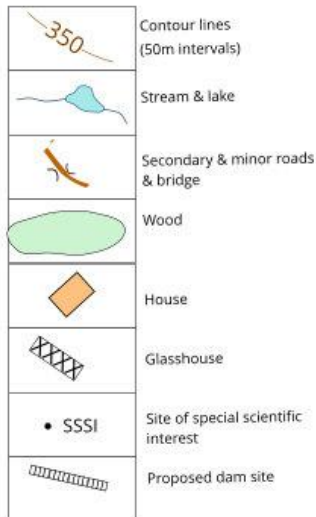 350
Contour lines
(50m intervals)
Stream & lake
Secondary & minor roads
& bridge
Wood
House
Glasshouse
• SSSI
Site of special scientific
interest
Proposed dam site